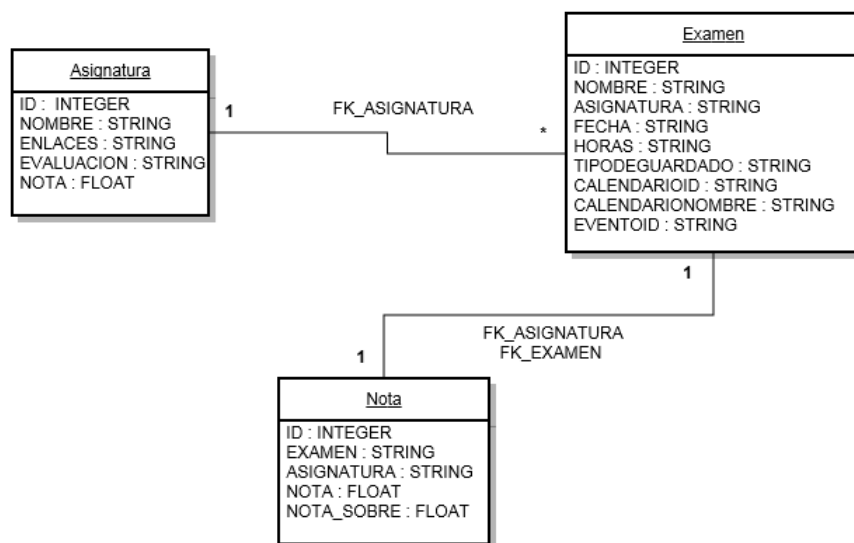 Asignatura
ID :  INTEGER
NOMBRE : STRING
ENLACES : STRING
EVALUACION : STRING
NOTA : FLOAT
1
FK_ASIGNATURA
*
Examen
ID : INTEGER
NOMBRE : STRING
ASIGNATURA : STRING
FECHA : STRING
HORAS : STRING
TIPODEGUARDADO : STRING
CALENDARIOID : STRING
CALENDARIONOMBRE : STRING
EVENTOID : STRING
1
FK_ASIGNATURA
FK_EXAMEN
1
Nota
ID : INTEGER
EXAMEN : STRING
ASIGNATURA : STRING
NOTA : FLOAT
NOTA_SOBRE : FLOAT